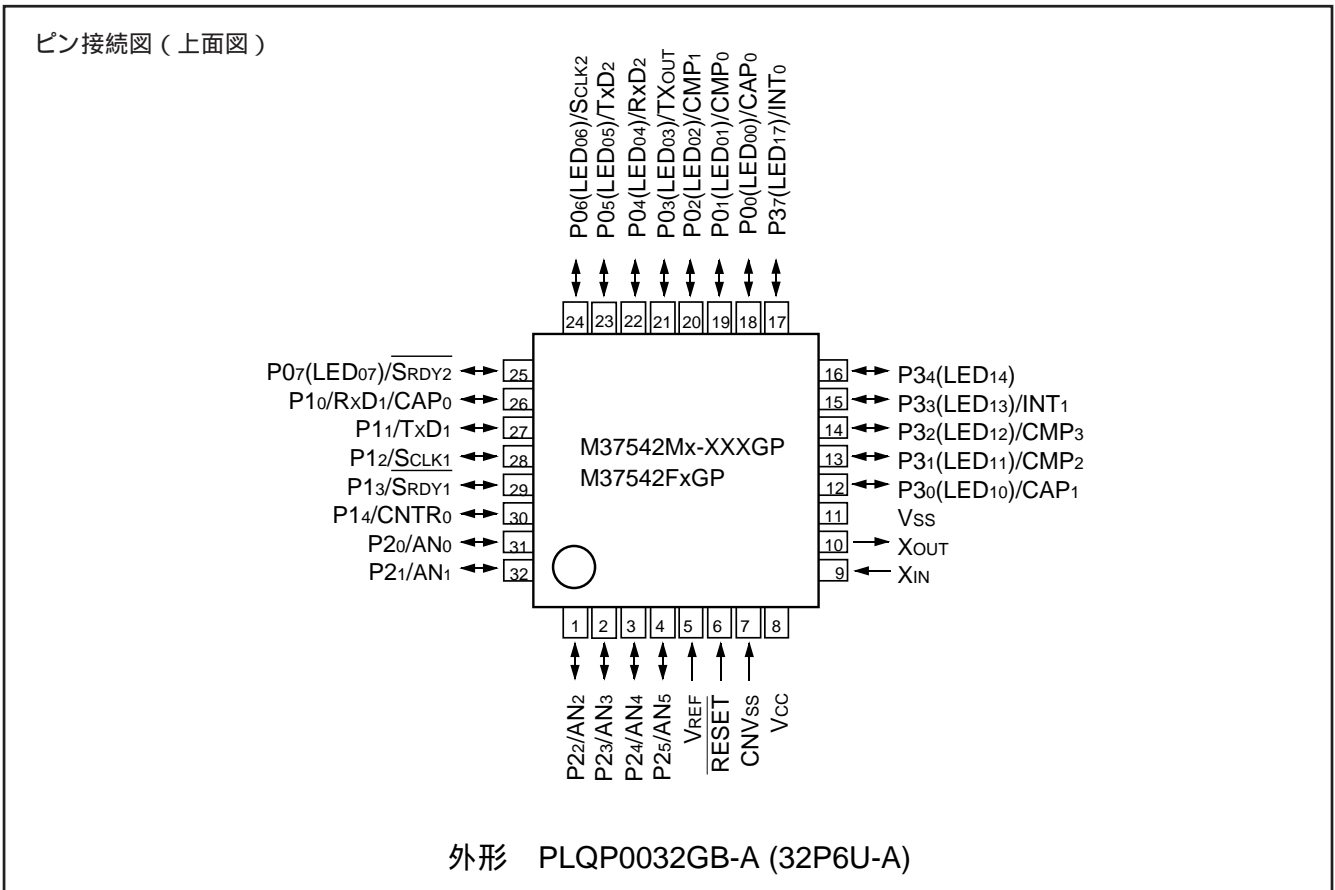 ピン接続図 ( 上面図 )
P06(LED06)/SCLK2
P05(LED05)/TxD2
P04(LED04)/RxD2
P03(LED03)/TXOUT
P02(LED02)/CMP1
P01(LED01)/CMP0
P00(LED00)/CAP0
P37(LED17)/INT0
24 23 22 21 20 19 18 17
P07(LED07)/SRDY2 25
P10/RxD1/CAP0 26
P11/TxD1 27
P12/SCLK1 28
P13/SRDY1 29
P14/CNTR0 30
P20/AN0 31
P21/AN1 32
M37542Mx-XXXGP
M37542FxGP
16 P34(LED14)
15 P33(LED13)/INT1
14 P32(LED12)/CMP3
13 P31(LED11)/CMP2
12 P30(LED10)/CAP1
11 VSS
10 XOUT
9 XIN
1 2 3 4 5 6 7 8
P22/AN2
P23/AN3
P24/AN4
P25/AN5
VREF
RESET
CNVSS
VCC
外形 PLQP0032GB-A (32P6U-A)